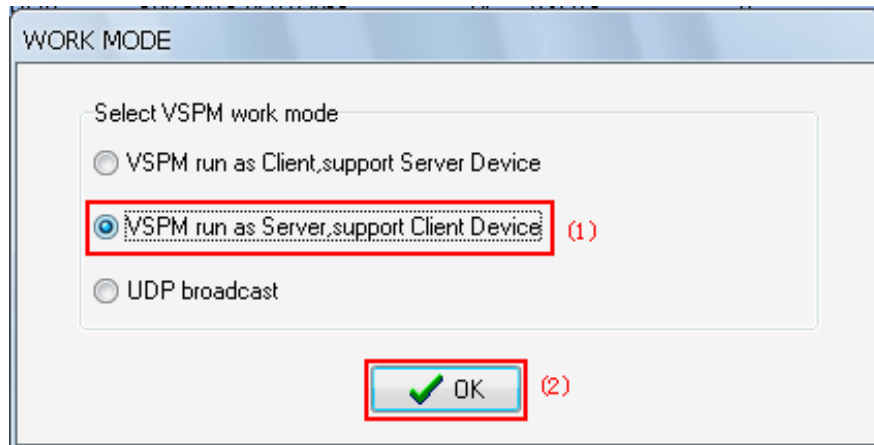 WORK MODE
Select VSPM work mode
VSPM run as Client,support Server Device
VSPM run as Server,support Client Device (1)
UDP broadcast
OK (2)